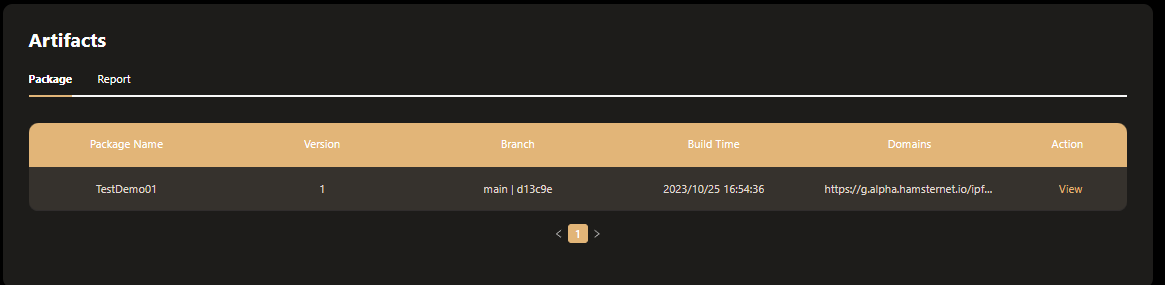 Artifacts
Package Report
Package Name Version Branch Build Time Domains Action
TestDemo01 1 main | d13c9e 2023/10/25 16:54:36 https://g.alpha.hamsternet.io/ipf... View
< 1 >